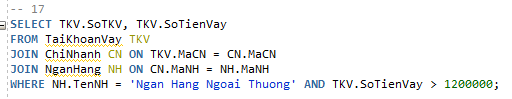 -- 17
SELECT TKV.SoTKV, TKV.SoTienVay
FROM TaiKhoanVay TKV
JOIN ChiNhanh CN ON TKV.MaCN = CN.MaCN
JOIN NganHang NH ON CN.MaNH = NH.MaNH
WHERE NH.TenNH = 'Ngan Hang Ngoai Thuong' AND TKV.SoTienVay > 1200000;